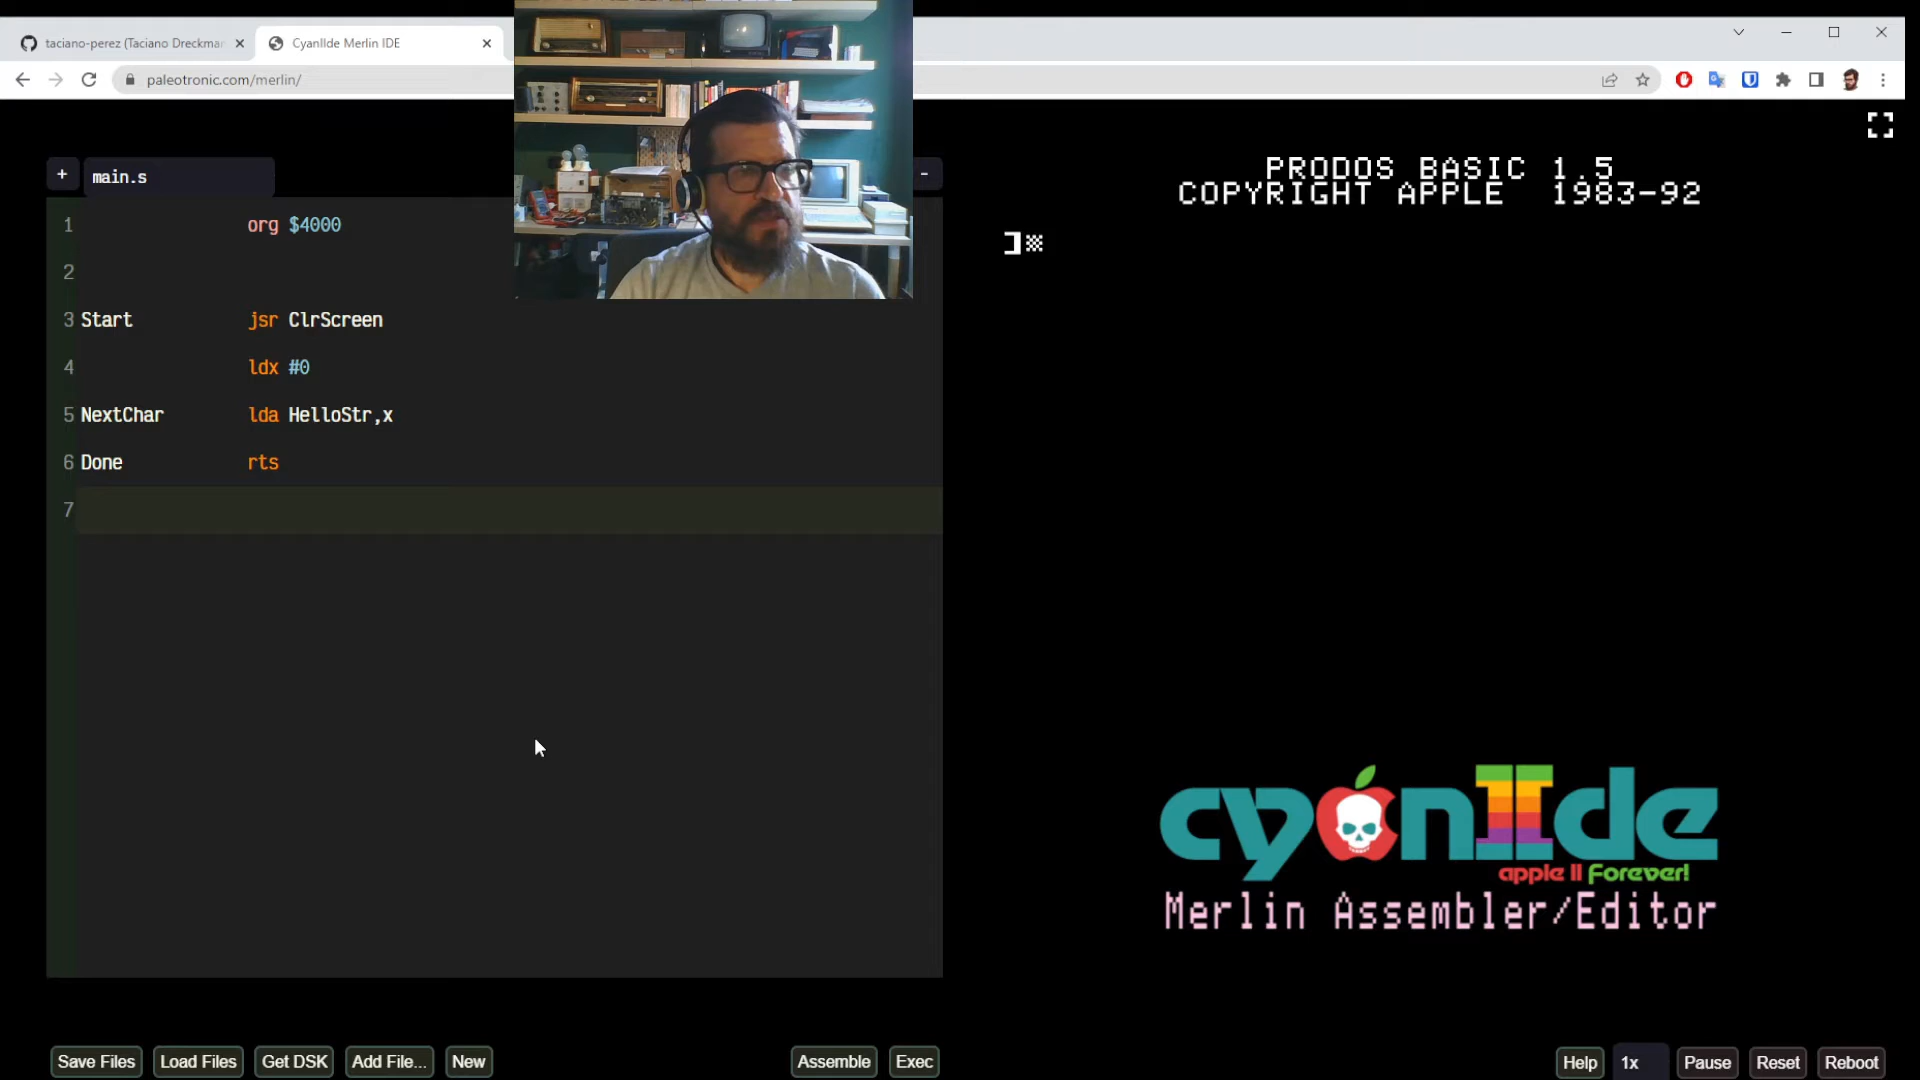 taciano-perez (Taciano Dreckmar
CyanIIde Merlin IDE
paleotronic.com/merlin/
+
main.s
-
1 org $4000
2
3 Start jsr ClrScreen
4 ldx #0
5 NextChar lda HelloStr,x
6 Done rts
7
PRODOS BASIC 1.5
COPYRIGHT APPLE 1983-92
]
cyanIIde
apple II Forever!
Merlin Assembler/Editor
Save Files
Load Files
Get DSK
Add File...
New
Assemble
Exec
Help
1x
Pause
Reset
Reboot